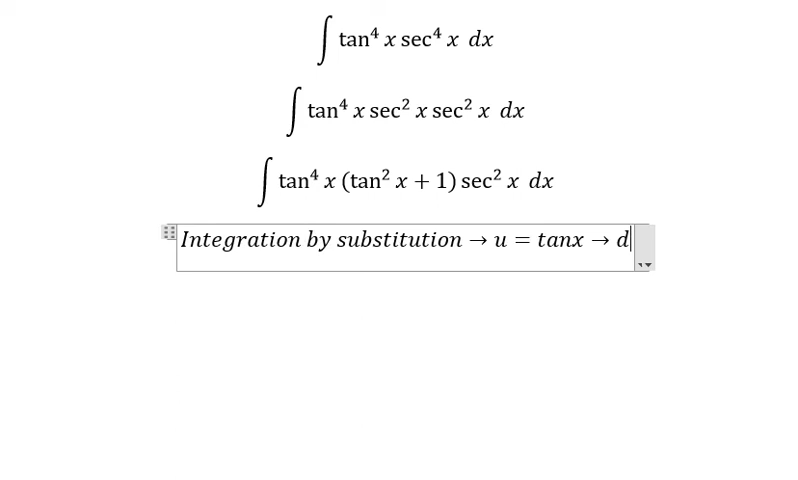 ∫ tan⁴ x sec⁴ x dx
∫ tan⁴ x sec² x sec² x dx
∫ tan⁴ x (tan² x + 1) sec² x dx
Integration by substitution → u = tanx → d